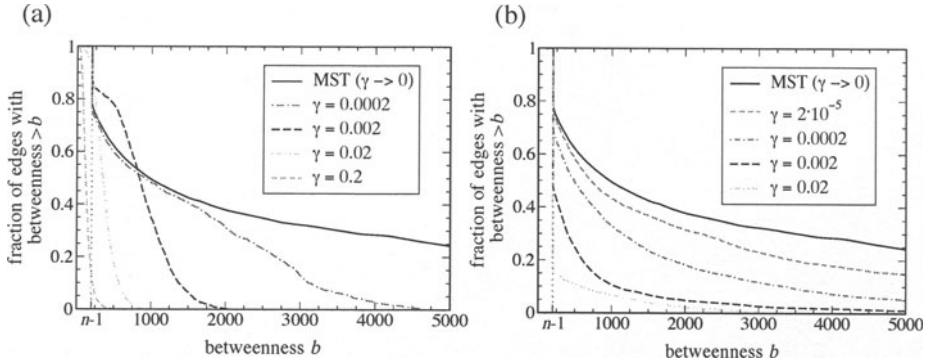 (a)
fraction of edges with
betweenness > b
1
0.8
0.6
0.4
0.2
0
MST (γ -> 0)
γ = 0.0002
γ = 0.002
γ = 0.02
γ = 0.2
n-1 1000 2000 3000 4000 5000
betweenness b
(b)
fraction of edges with
betweenness > b
1
0.8
0.6
0.4
0.2
0
MST (γ -> 0)
γ = 2·10⁻⁵
γ = 0.0002
γ = 0.002
γ = 0.02
n-1 1000 2000 3000 4000 5000
betweenness b